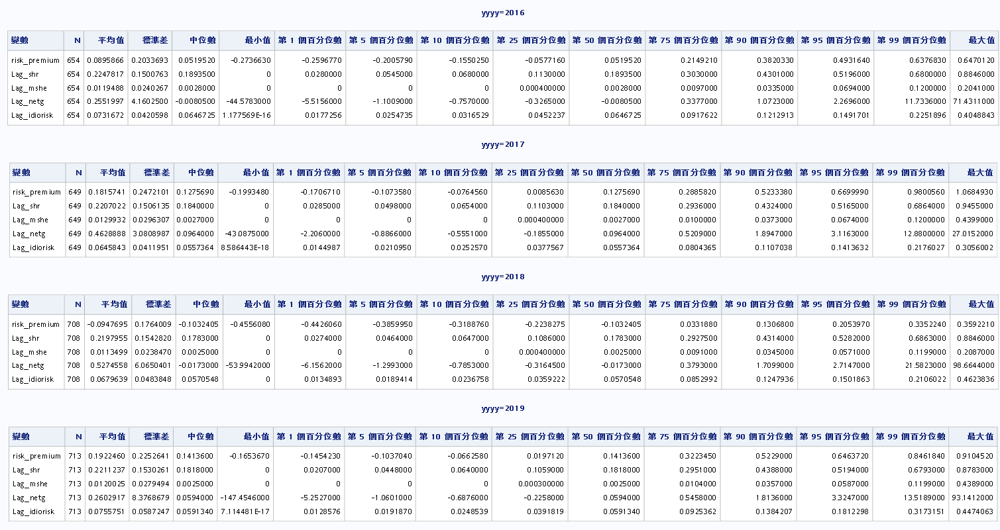 yyyy=2016
變數 N 平均值 標準差 中位數 最小值 第 1 個百分位數 第 5 個百分位數 第 10 個百分位數 第 25 個百分位數 第 50 個百分位數 第 75 個百分位數 第 90 個百分位數 第 95 個百分位數 第 99 個百分位數 最大值
risk_premium 654 0.0895866 0.2033693 0.0519520 -0.2736630 -0.2596770 -0.2005790 -0.1550250 -0.0577160 0.0519520 0.2149210 0.3820330 0.4931640 0.6376830 0.6470120
Lag_shr 654 0.2247817 0.1500763 0.1893500 0 0.0280000 0.0545000 0.0680000 0.1130000 0.1893500 0.3030000 0.4301000 0.5196000 0.6800000 0.8846000
Lag_mshe 654 0.0119488 0.0240267 0.0028000 0 0 0 0 0.000400000 0.0028000 0.0097000 0.0335000 0.0694000 0.1200000 0.2041000
Lag_netg 654 0.2551997 4.1602500 -0.0080500 -44.5783000 -5.5156000 -1.1009000 -0.7570000 -0.3265000 -0.0080500 0.3377000 1.0723000 2.2696000 11.7336000 71.4311000
Lag_idiorisk 654 0.0731672 0.0420598 0.0646725 1.177569E-16 0.0177256 0.0254735 0.0316529 0.0452237 0.0646725 0.0917622 0.1212913 0.1491701 0.2251896 0.4048843
yyyy=2017
變數 N 平均值 標準差 中位數 最小值 第 1 個百分位數 第 5 個百分位數 第 10 個百分位數 第 25 個百分位數 第 50 個百分位數 第 75 個百分位數 第 90 個百分位數 第 95 個百分位數 第 99 個百分位數 最大值
risk_premium 649 0.1815741 0.2472101 0.1275690 -0.1993480 -0.1706710 -0.1073580 -0.0764560 0.0085630 0.1275690 0.2885820 0.5233380 0.6699990 0.9800560 1.0684930
Lag_shr 649 0.2207022 0.1506135 0.1840000 0 0.0285000 0.0498000 0.0654000 0.1103000 0.1840000 0.2936000 0.4324000 0.5165000 0.6864000 0.9455000
Lag_mshe 649 0.0129932 0.0296307 0.0027000 0 0 0 0 0.000400000 0.0027000 0.0100000 0.0373000 0.0674000 0.1200000 0.4399000
Lag_netg 649 0.4628888 3.0808987 0.0964000 -43.0875000 -2.2060000 -0.8866000 -0.5551000 -0.1855000 0.0964000 0.5209000 1.8947000 3.1163000 12.8800000 27.0152000
Lag_idiorisk 649 0.0645843 0.0411951 0.0557364 8.586443E-18 0.0144987 0.0210950 0.0252570 0.0377567 0.0557364 0.0804365 0.1107038 0.1413632 0.2176027 0.3056002
yyyy=2018
變數 N 平均值 標準差 中位數 最小值 第 1 個百分位數 第 5 個百分位數 第 10 個百分位數 第 25 個百分位數 第 50 個百分位數 第 75 個百分位數 第 90 個百分位數 第 95 個百分位數 第 99 個百分位數 最大值
risk_premium 708 -0.0947695 0.1764009 -0.1032405 -0.4556080 -0.4426060 -0.3859950 -0.3188760 -0.2238275 -0.1032405 0.0331880 0.1306800 0.2053970 0.3352240 0.3592210
Lag_shr 708 0.2197955 0.1542820 0.1783000 0 0.0274000 0.0464000 0.0647000 0.1086000 0.1783000 0.2927500 0.4314000 0.5282000 0.6863000 0.8846000
Lag_mshe 708 0.0113499 0.0238470 0.0025000 0 0 0 0 0.000400000 0.0025000 0.0091000 0.0345000 0.0571000 0.1199000 0.2087000
Lag_netg 708 0.5274558 6.0650401 -0.0173000 -53.9942000 -6.1562000 -1.2993000 -0.7853000 -0.3164500 -0.0173000 0.3793000 1.7099000 2.7147000 21.5823000 98.6644000
Lag_idiorisk 708 0.0679639 0.0483848 0.0570548 0 0.0134893 0.0189414 0.0236758 0.0359222 0.0570548 0.0852992 0.1247936 0.1501863 0.2106022 0.4623836
yyyy=2019
變數 N 平均值 標準差 中位數 最小值 第 1 個百分位數 第 5 個百分位數 第 10 個百分位數 第 25 個百分位數 第 50 個百分位數 第 75 個百分位數 第 90 個百分位數 第 95 個百分位數 第 99 個百分位數 最大值
risk_premium 713 0.1922460 0.2252641 0.1413600 -0.1653670 -0.1454230 -0.1037040 -0.0662580 0.0197120 0.1413600 0.3223450 0.5229000 0.6463720 0.8461840 0.9104520
Lag_shr 713 0.2211237 0.1530261 0.1818000 0 0.0207000 0.0448000 0.0640000 0.1059000 0.1818000 0.2951000 0.4388000 0.5194000 0.6793000 0.8783000
Lag_mshe 713 0.0120025 0.0279494 0.0025000 0 0 0 0 0.000300000 0.0025000 0.0104000 0.0357000 0.0587000 0.1199000 0.4389000
Lag_netg 713 0.2602917 8.3768679 0.0594000 -147.4546000 -5.2527000 -1.0601000 -0.6876000 -0.2258000 0.0594000 0.5458000 1.8136000 3.3247000 13.5189000 93.1412000
Lag_idiorisk 713 0.0755751 0.0587247 0.0591340 7.114481E-17 0.0128576 0.0191870 0.0248539 0.0391819 0.0591340 0.0925362 0.1384207 0.1812298 0.3173151 0.4474063